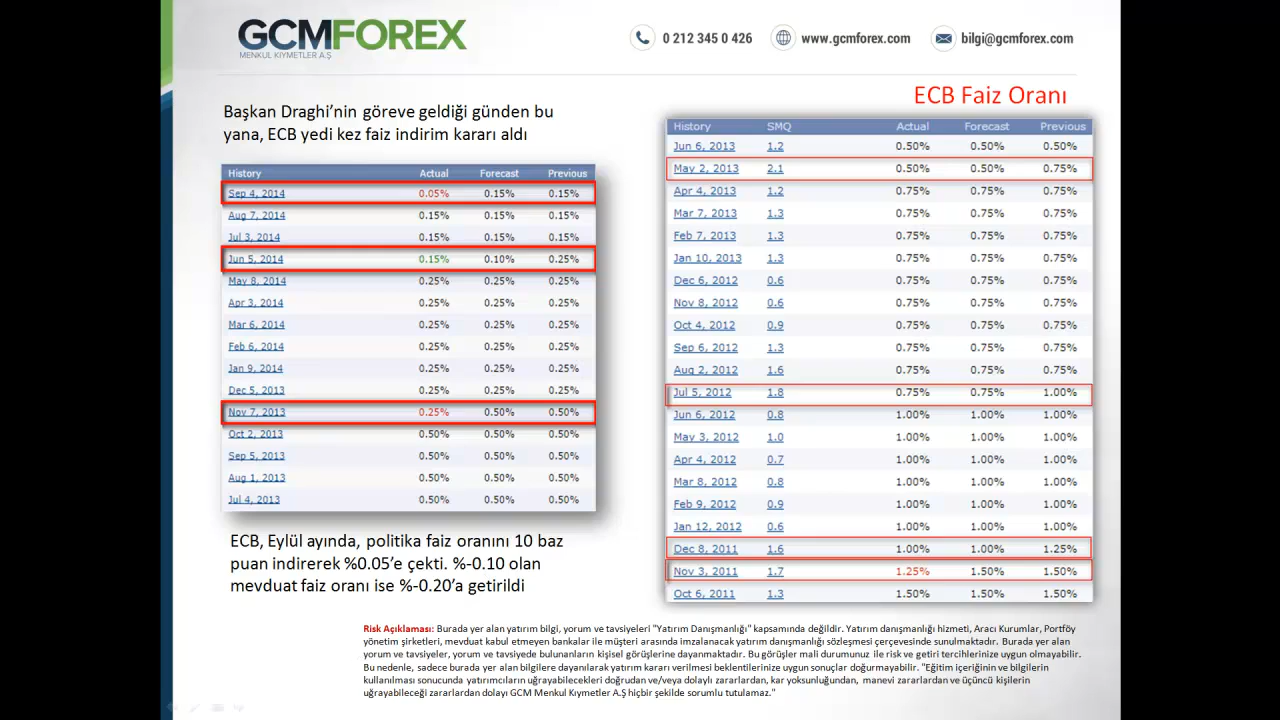 GCMFOREX
MENKUL KIYMETLER A.Ş
0 212 345 0 426
www.gcmforex.com
bilgi@gcmforex.com
Başkan Draghi’nin göreve geldiği günden bu
yana, ECB yedi kez faiz indirim kararı aldı
History Actual Forecast Previous
Sep 4, 2014 0.05% 0.15% 0.15%
Aug 7, 2014 0.15% 0.15% 0.15%
Jul 3, 2014 0.15% 0.15% 0.15%
Jun 5, 2014 0.15% 0.10% 0.25%
May 8, 2014 0.25% 0.25% 0.25%
Apr 3, 2014 0.25% 0.25% 0.25%
Mar 6, 2014 0.25% 0.25% 0.25%
Feb 6, 2014 0.25% 0.25% 0.25%
Jan 9, 2014 0.25% 0.25% 0.25%
Dec 5, 2013 0.25% 0.25% 0.25%
Nov 7, 2013 0.25% 0.50% 0.50%
Oct 2, 2013 0.50% 0.50% 0.50%
Sep 5, 2013 0.50% 0.50% 0.50%
Aug 1, 2013 0.50% 0.50% 0.50%
Jul 4, 2013 0.50% 0.50% 0.50%
ECB, Eylül ayında, politika faiz oranını 10 baz
puan indirerek %0.05’e çekti. %-0.10 olan
mevduat faiz oranı ise %-0.20’a getirildi
ECB Faiz Oranı
History SMQ Actual Forecast Previous
Jun 6, 2013 1.2 0.50% 0.50% 0.50%
May 2, 2013 2.1 0.50% 0.50% 0.75%
Apr 4, 2013 1.2 0.75% 0.75% 0.75%
Mar 7, 2013 1.3 0.75% 0.75% 0.75%
Feb 7, 2013 1.3 0.75% 0.75% 0.75%
Jan 10, 2013 1.3 0.75% 0.75% 0.75%
Dec 6, 2012 0.6 0.75% 0.75% 0.75%
Nov 8, 2012 0.6 0.75% 0.75% 0.75%
Oct 4, 2012 0.9 0.75% 0.75% 0.75%
Sep 6, 2012 1.3 0.75% 0.75% 0.75%
Aug 2, 2012 1.6 0.75% 0.75% 0.75%
Jul 5, 2012 1.8 0.75% 0.75% 1.00%
Jun 6, 2012 0.8 1.00% 1.00% 1.00%
May 3, 2012 1.0 1.00% 1.00% 1.00%
Apr 4, 2012 0.7 1.00% 1.00% 1.00%
Mar 8, 2012 0.8 1.00% 1.00% 1.00%
Feb 9, 2012 0.9 1.00% 1.00% 1.00%
Jan 12, 2012 0.6 1.00% 1.00% 1.00%
Dec 8, 2011 1.6 1.00% 1.00% 1.25%
Nov 3, 2011 1.7 1.25% 1.50% 1.50%
Oct 6, 2011 1.3 1.50% 1.50% 1.50%
Risk Açıklaması: Burada yer alan yatırım bilgi, yorum ve tavsiyeleri "Yatırım Danışmanlığı" kapsamında değildir. Yatırım danışmanlığı hizmeti, Aracı Kurumlar, Portföy
yönetim şirketleri, mevduat kabul etmeyen bankalar ile müşteri arasında imzalanacak yatırım danışmanlığı sözleşmesi çerçevesinde sunulmaktadır. Burada yer
alan yorum ve tavsiyeler, yorum ve tavsiyede bulunanların kişisel görüşlerine dayanmaktadır. Bu görüşler mali durumunuz ile risk ve getiri tercihlerinize uygun olmayabilir.
Bu nedenle, sadece burada yer alan bilgilere dayanılarak yatırım kararı verilmesi beklentilerinize uygun sonuçlar doğurmayabilir. "Eğitim içeriğinin ve bilgilerin
kullanılması sonucunda yatırımcıların uğrayabilecekleri doğrudan ve/veya dolaylı zararlardan, kar yoksunluğundan, manevi zararlardan ve üçüncü kişilerin
uğrayabileceği zararlardan dolayı GCM Menkul Kıymetler A.Ş hiçbir şekilde sorumlu tutulamaz."